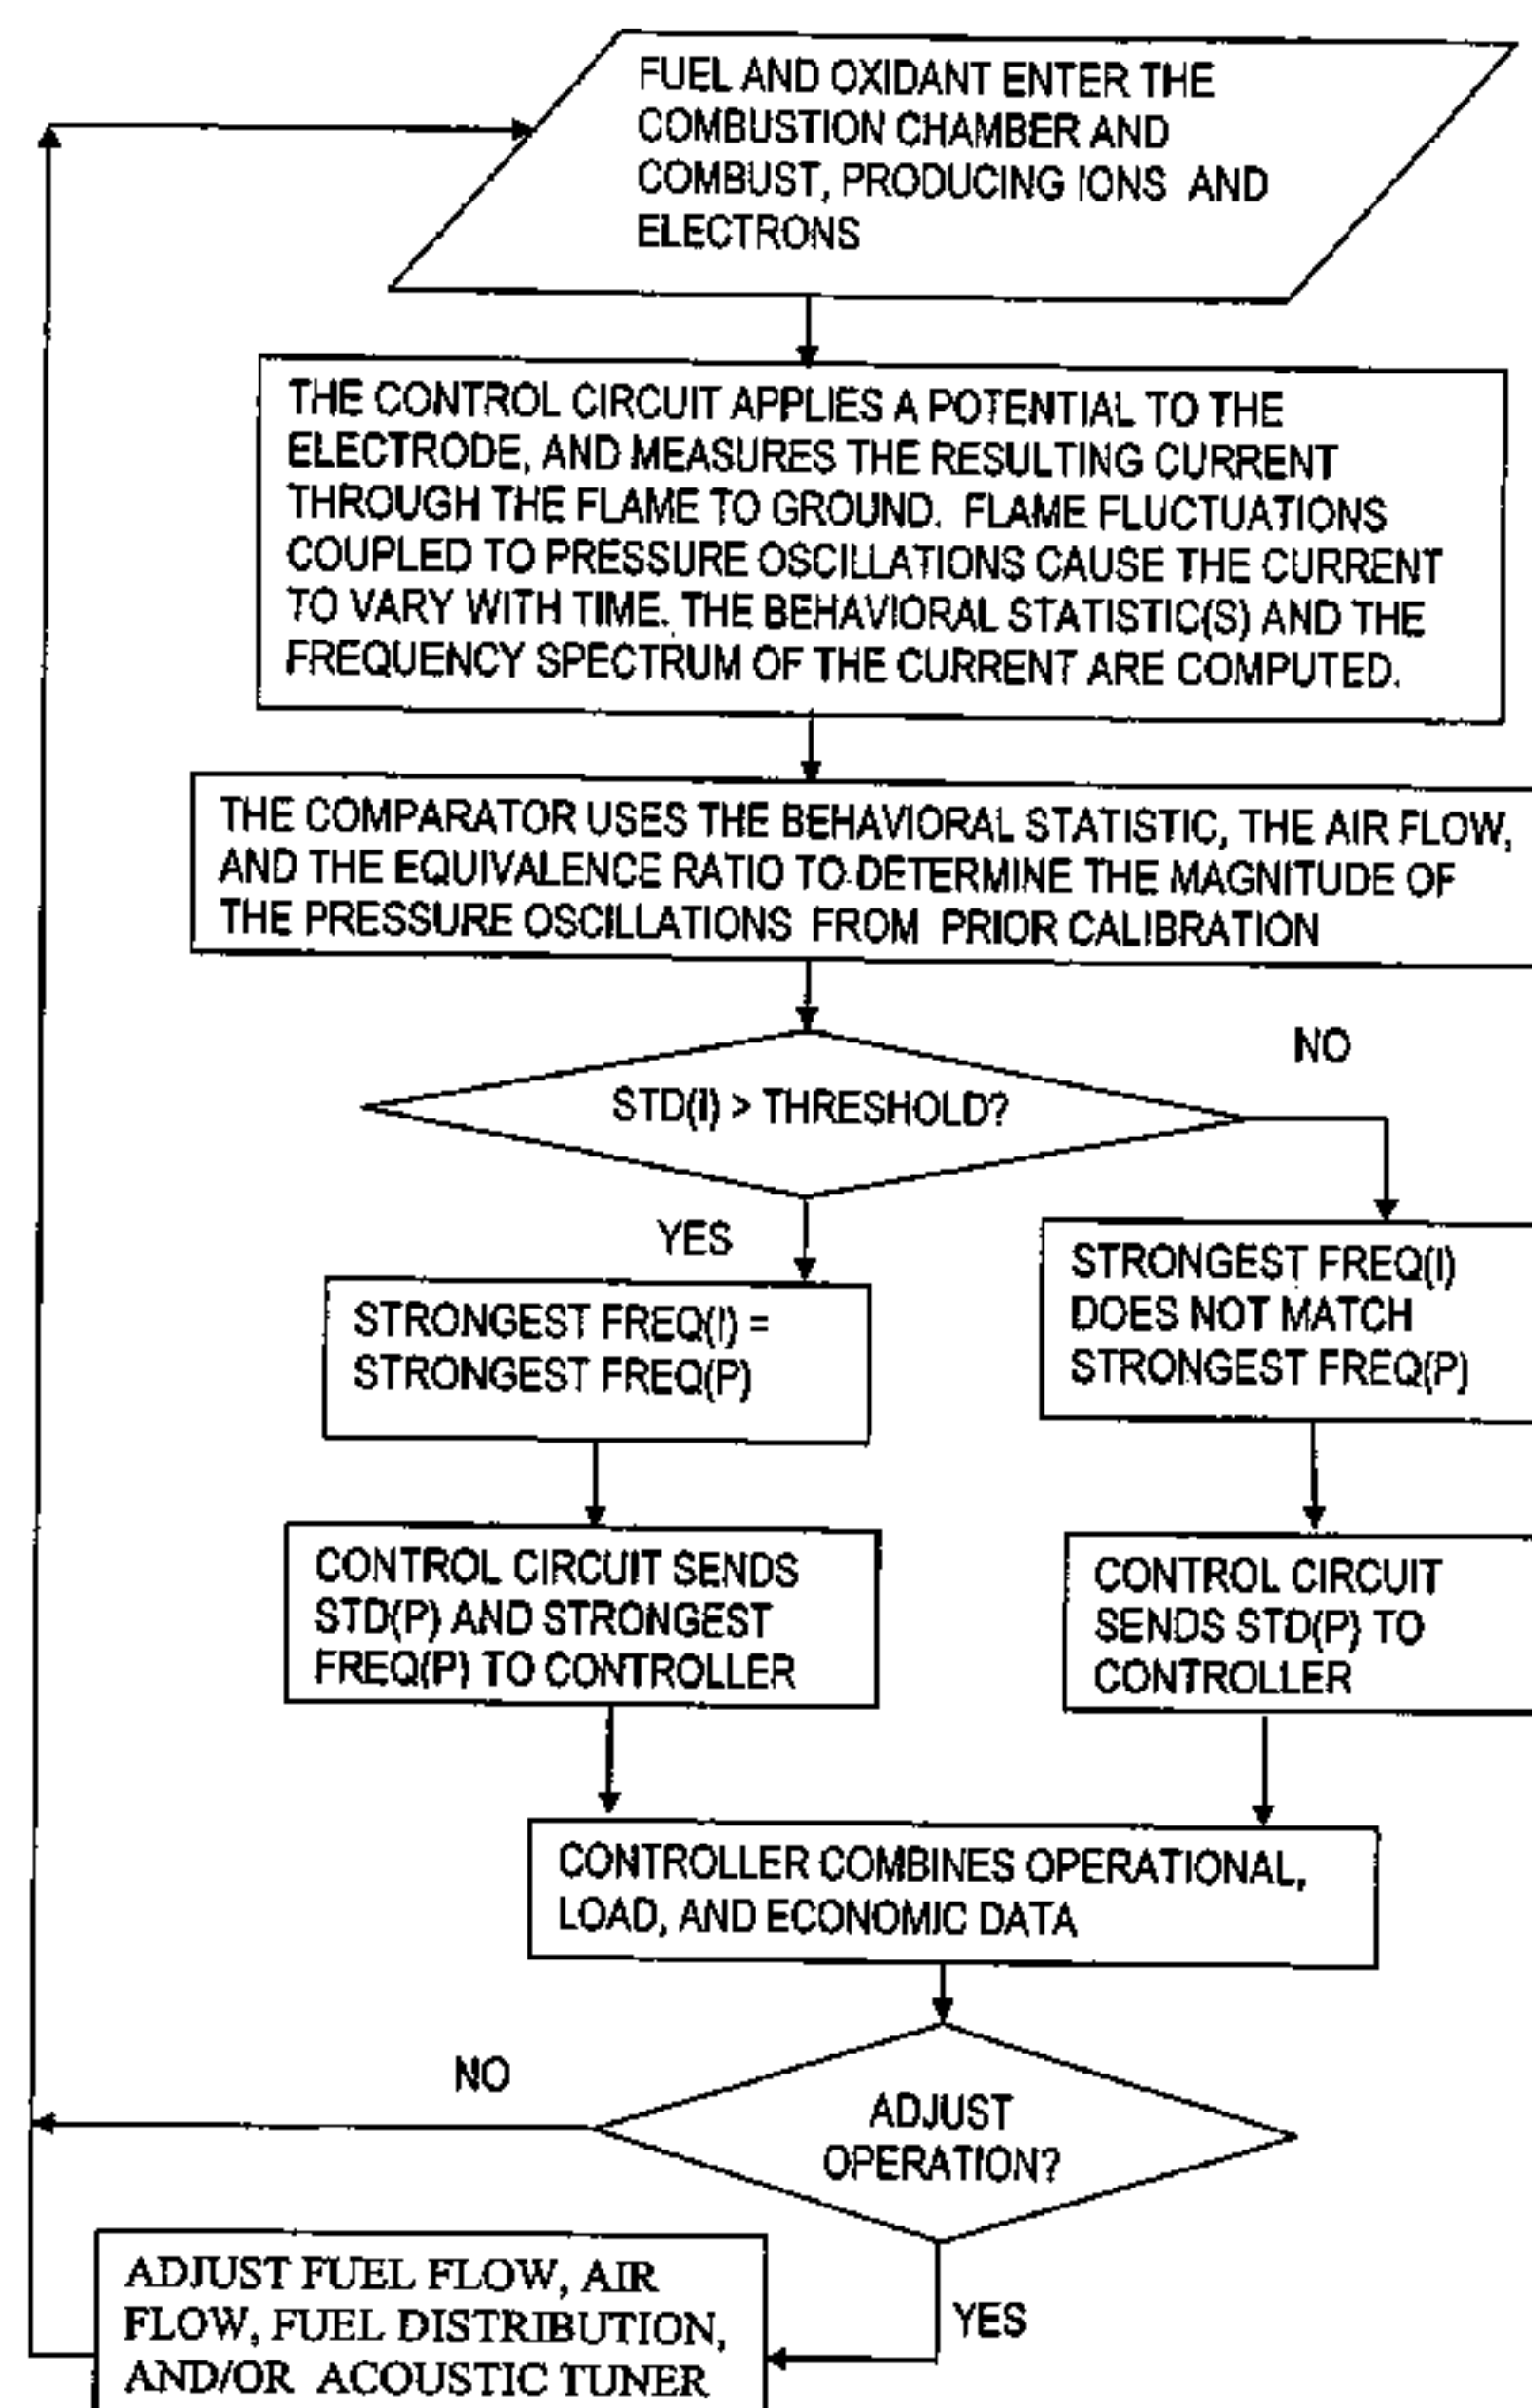 FUEL AND OXIDANT ENTER THE
COMBUSTION CHAMBER AND
COMBUST, PRODUCING IONS AND
ELECTRONS
THE CONTROL CIRCUIT APPLIES A POTENTIAL TO THE
ELECTRODE, AND MEASURES THE RESULTING CURRENT
THROUGH THE FLAME TO GROUND. FLAME FLUCTUATIONS
COUPLED TO PRESSURE OSCILLATIONS CAUSE THE CURRENT
TO VARY WITH TIME. THE BEHAVIORAL STATISTIC(S) AND THE
FREQUENCY SPECTRUM OF THE CURRENT ARE COMPUTED.
THE COMPARATOR USES THE BEHAVIORAL STATISTIC, THE AIR FLOW,
AND THE EQUIVALENCE RATIO TO DETERMINE THE MAGNITUDE OF
THE PRESSURE OSCILLATIONS FROM PRIOR CALIBRATION
STD(I) > THRESHOLD?
NO
YES
STRONGEST FREQ(I) =
STRONGEST FREQ(P)
STRONGEST FREQ(I)
DOES NOT MATCH
STRONGEST FREQ(P)
CONTROL CIRCUIT SENDS
STD(P) AND STRONGEST
FREQ(P) TO CONTROLLER
CONTROL CIRCUIT
SENDS STD(P) TO
CONTROLLER
CONTROLLER COMBINES OPERATIONAL,
LOAD, AND ECONOMIC DATA
NO
ADJUST
OPERATION?
YES
ADJUST FUEL FLOW, AIR
FLOW, FUEL DISTRIBUTION,
AND/OR ACOUSTIC TUNER